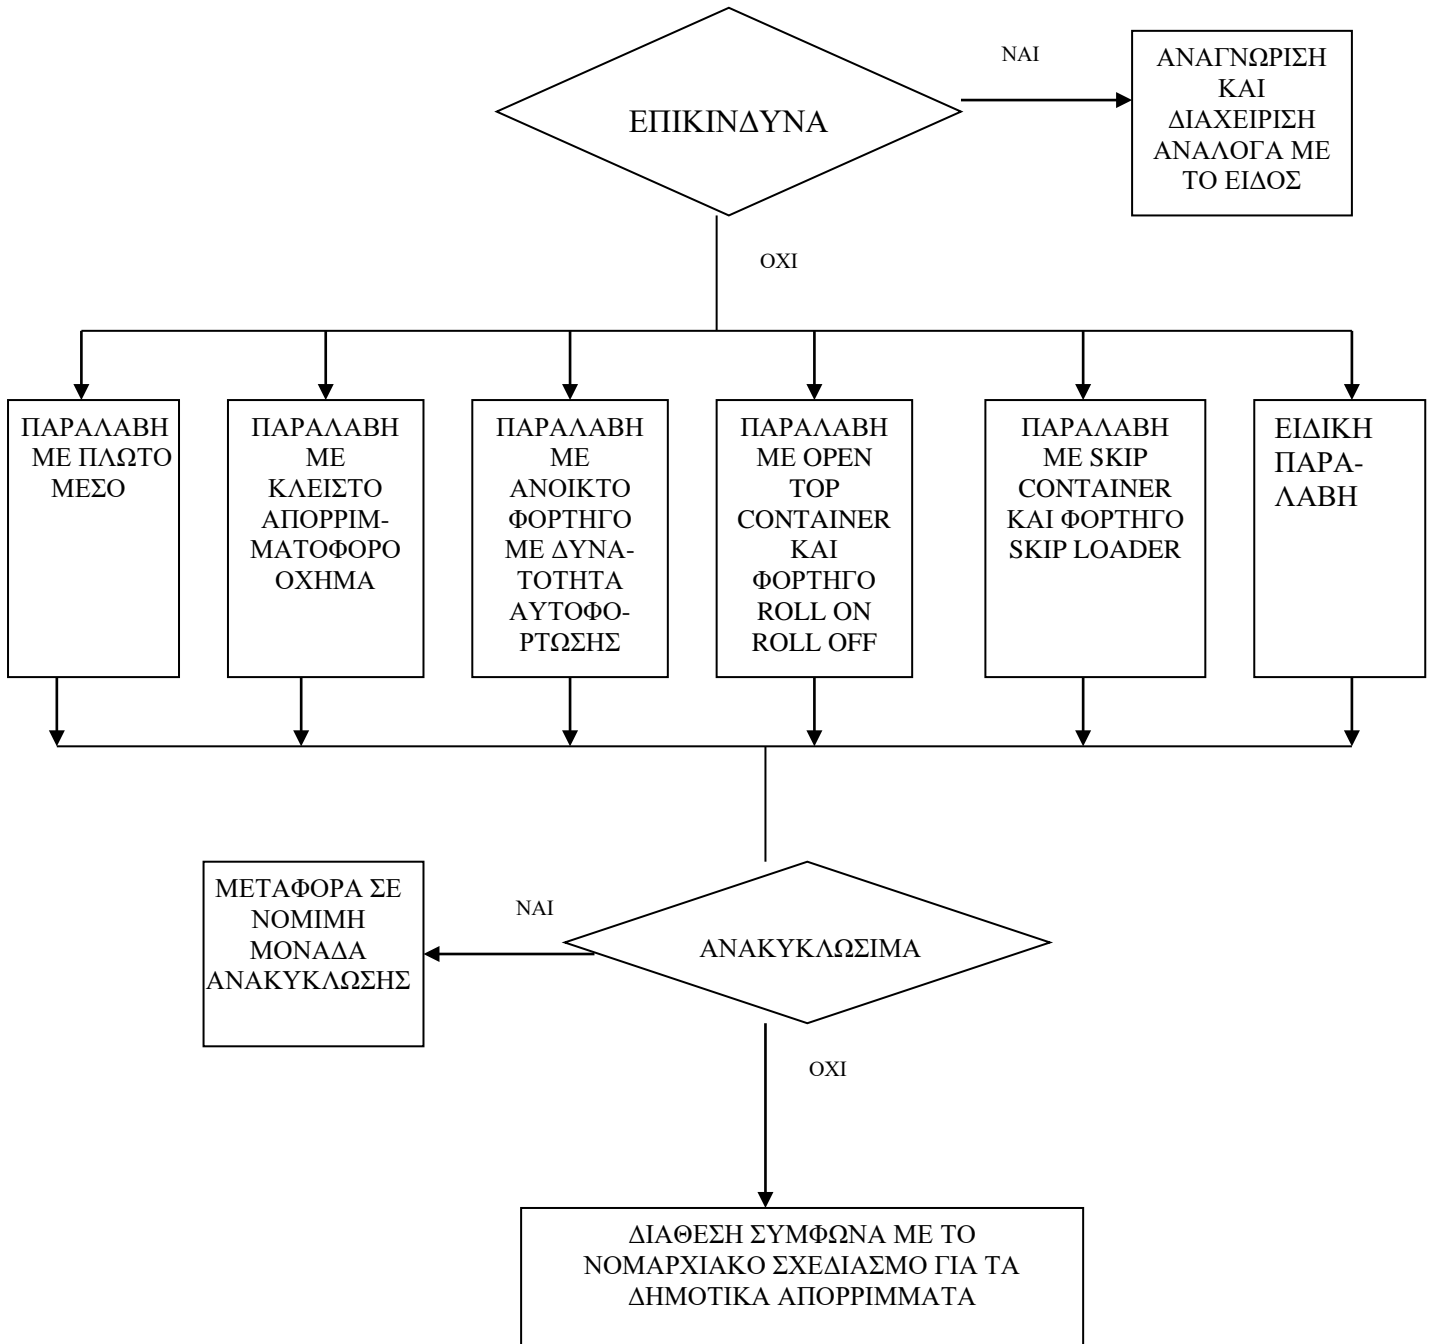 ΕΠΙΚΙΝΔΥΝΑ
ΝΑΙ
ΑΝΑΓΝΩΡΙΣΗ
ΚΑΙ
ΔΙΑΧΕΙΡΙΣΗ
ΑΝΑΛΟΓΑ ΜΕ
ΤΟ ΕΙΔΟΣ
ΟΧΙ
ΠΑΡΑΛΑΒΗ
ΜΕ ΠΛΩΤΟ
ΜΕΣΟ
ΠΑΡΑΛΑΒΗ
ΜΕ
ΚΛΕΙΣΤΟ
ΑΠΟΡΡΙΜ-
ΜΑΤΟΦΟΡΟ
ΟΧΗΜΑ
ΠΑΡΑΛΑΒΗ
ΜΕ
ΑΝΟΙΚΤΟ
ΦΟΡΤΗΓΟ
ΜΕ ΔΥΝΑ-
ΤΟΤΗΤΑ
ΑΥΤΟΦΟ-
ΡΤΩΣΗΣ
ΠΑΡΑΛΑΒΗ
ΜΕ OPEN
TOP
CONTAINER
ΚΑΙ
ΦΟΡΤΗΓΟ
ROLL ON
ROLL OFF
ΠΑΡΑΛΑΒΗ
ΜΕ SKIP
CONTAINER
ΚΑΙ ΦΟΡΤΗΓΟ
SKIP LOADER
ΕΙΔΙΚΗ
ΠΑΡΑ-
ΛΑΒΗ
ΜΕΤΑΦΟΡΑ ΣΕ
ΝΟΜΙΜΗ
ΜΟΝΑΔΑ
ΑΝΑΚΥΚΛΩΣΗΣ
ΝΑΙ
ΑΝΑΚΥΚΛΩΣΙΜΑ
ΟΧΙ
ΔΙΑΘΕΣΗ ΣΥΜΦΩΝΑ ΜΕ ΤΟ
ΝΟΜΑΡΧΙΑΚΟ ΣΧΕΔΙΑΣΜΟ ΓΙΑ ΤΑ
ΔΗΜΟΤΙΚΑ ΑΠΟΡΡΙΜΜΑΤΑ